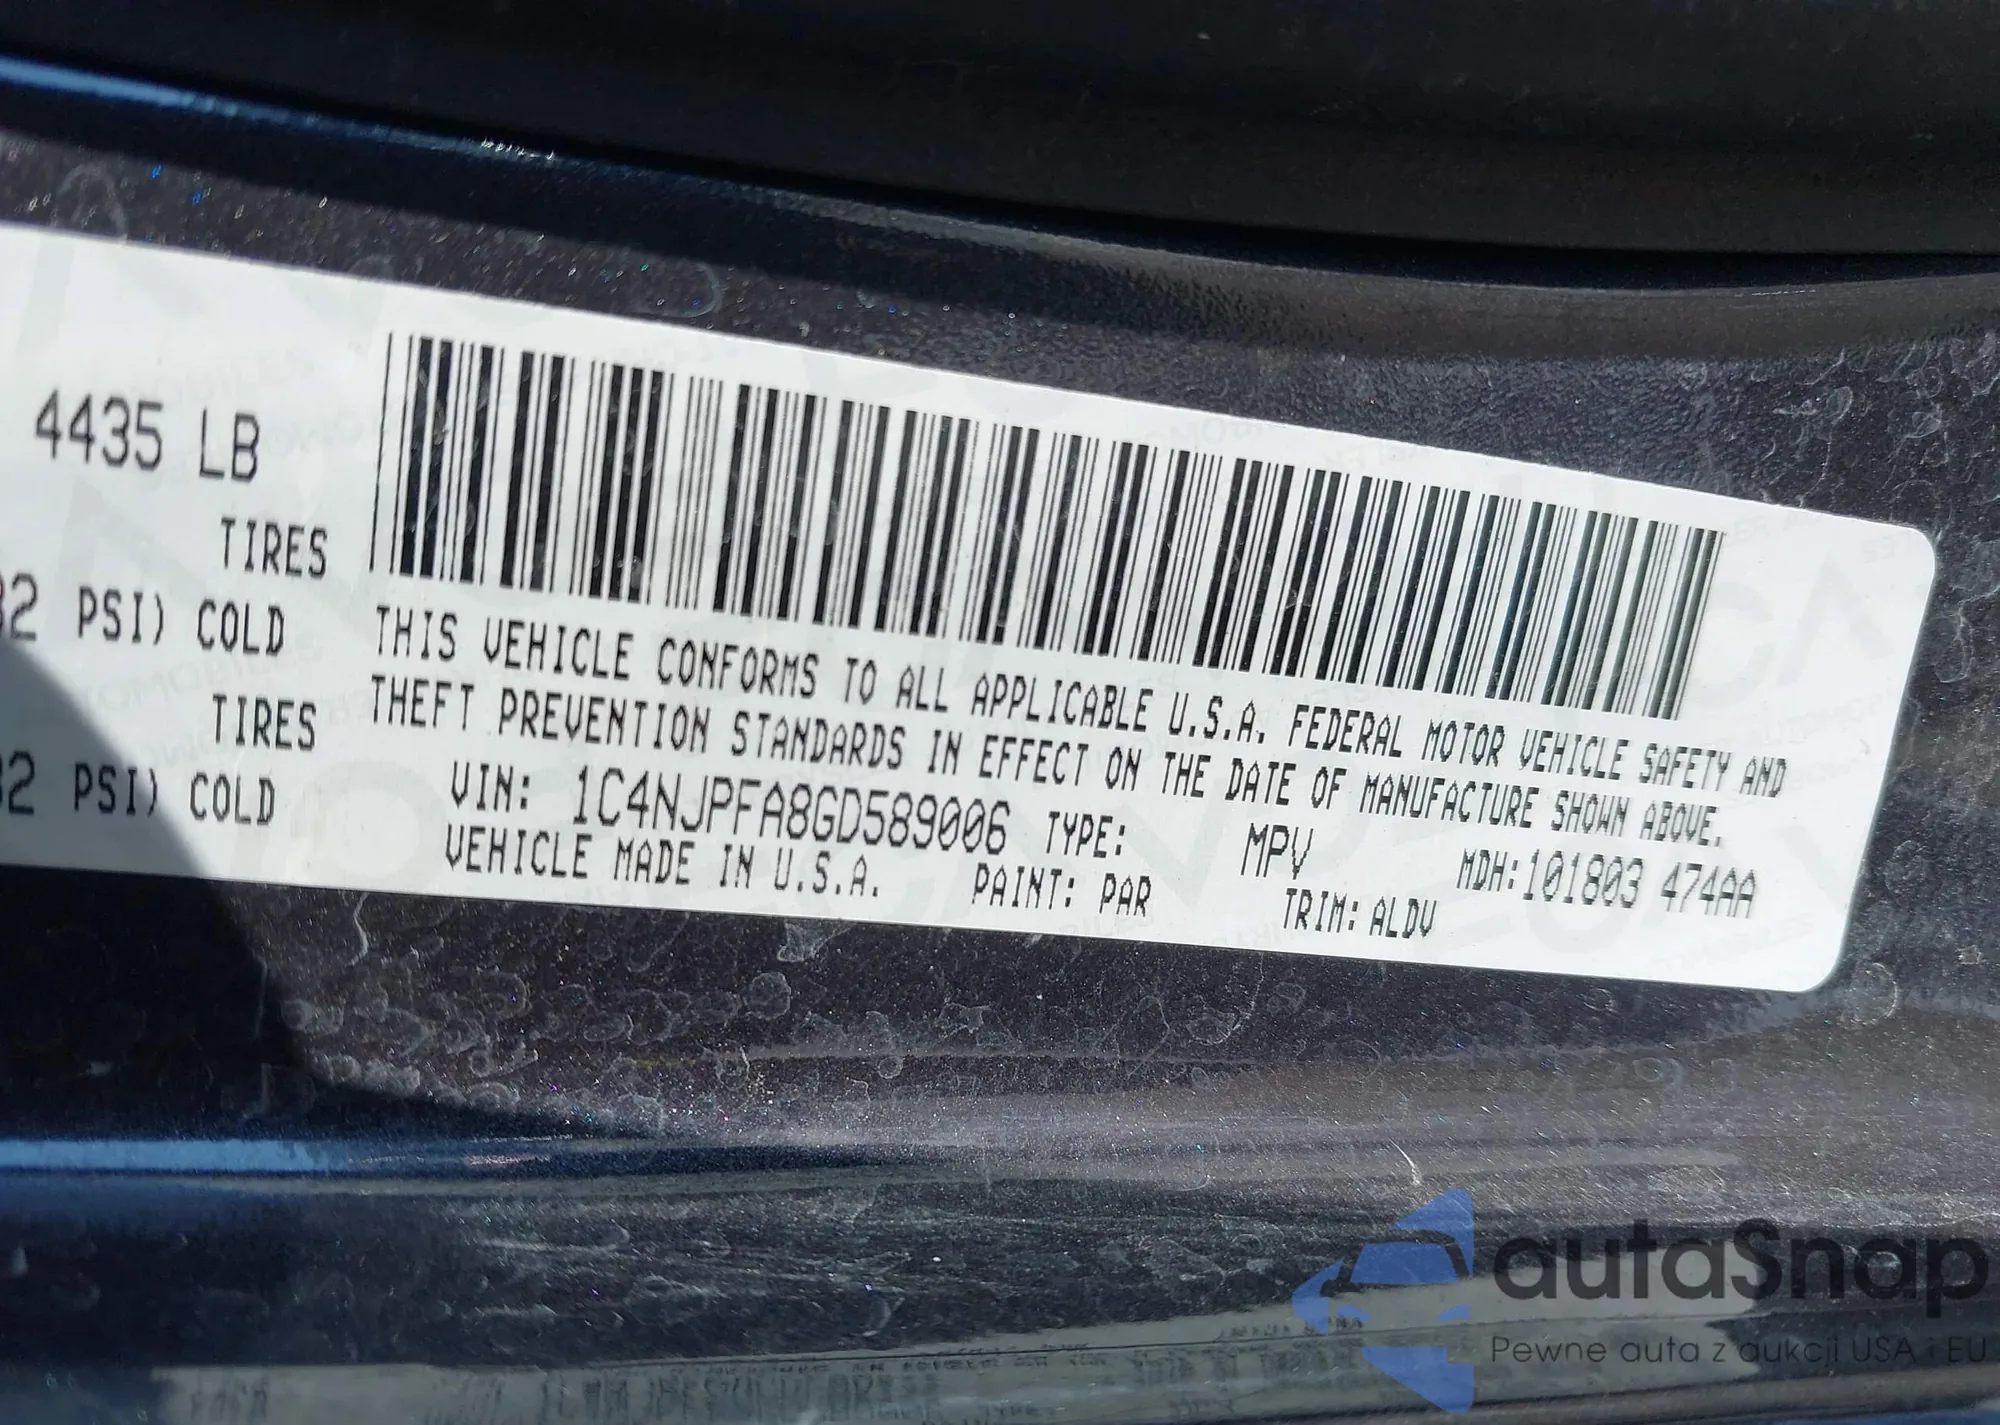 4435 LB
TIRES
32 PSI) COLD
TIRES
32 PSI) COLD
THIS VEHICLE CONFORMS TO ALL APPLICABLE U.S.A. FEDERAL MOTOR VEHICLE SAFETY AND
THEFT PREVENTION STANDARDS IN EFFECT ON THE DATE OF MANUFACTURE SHOWN ABOVE.
VIN: 1C4NJPFA8GD589006 TYPE: MPV MDH:101803 474AA
VEHICLE MADE IN U.S.A. PAINT: PAR TRIM: ALDV
autaSnap
Pewne auta z aukcji USA i EU